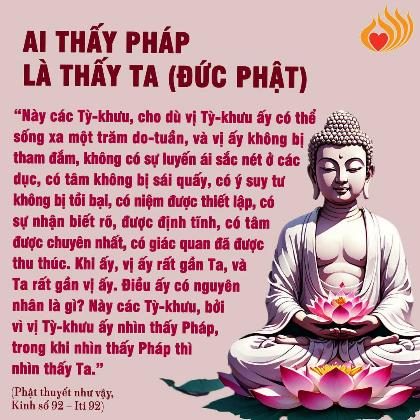 AI THẤY PHÁP
LÀ THẤY TA (ĐỨC PHẬT)
“Này các Tỳ-khưu, cho dù vị Tỳ-khưu ấy có thể
sống xa một trăm do-tuần, và vị ấy không bị
tham đắm, không có sự luyến ái sắc nét ở các
dục, có tâm không bị sái quấy, có ý suy tư
không bị tồi bại, có niệm được thiết lập, có
sự nhận biết rõ, được định tĩnh, có tâm
được chuyên nhất, có giác quan đã được
thu thúc. Khi ấy, vị ấy rất gần Ta, và
Ta rất gần vị ấy. Điều ấy có nguyên
nhân là gì? Này các Tỳ-khưu, bởi
vì vị Tỳ-khưu ấy nhìn thấy Pháp,
trong khi nhìn thấy Pháp thì
nhìn thấy Ta.”
(Phật thuyết như vậy,
Kinh số 92 – Iti 92)